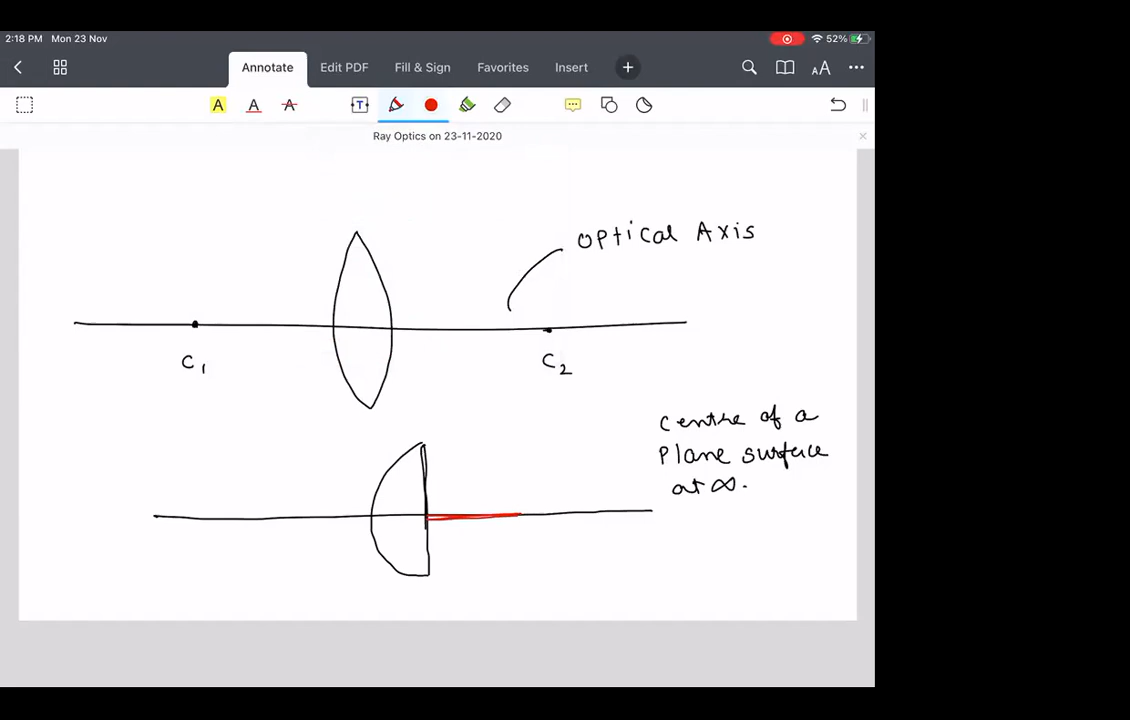 2:18 PM Mon 23 Nov
52%
Annotate Edit PDF Fill & Sign Favorites Insert
AA
A A A T
Ray Optics on 23-11-2020
Optical Axis
C1
C2
Centre of a
Plane surface
at ∞.